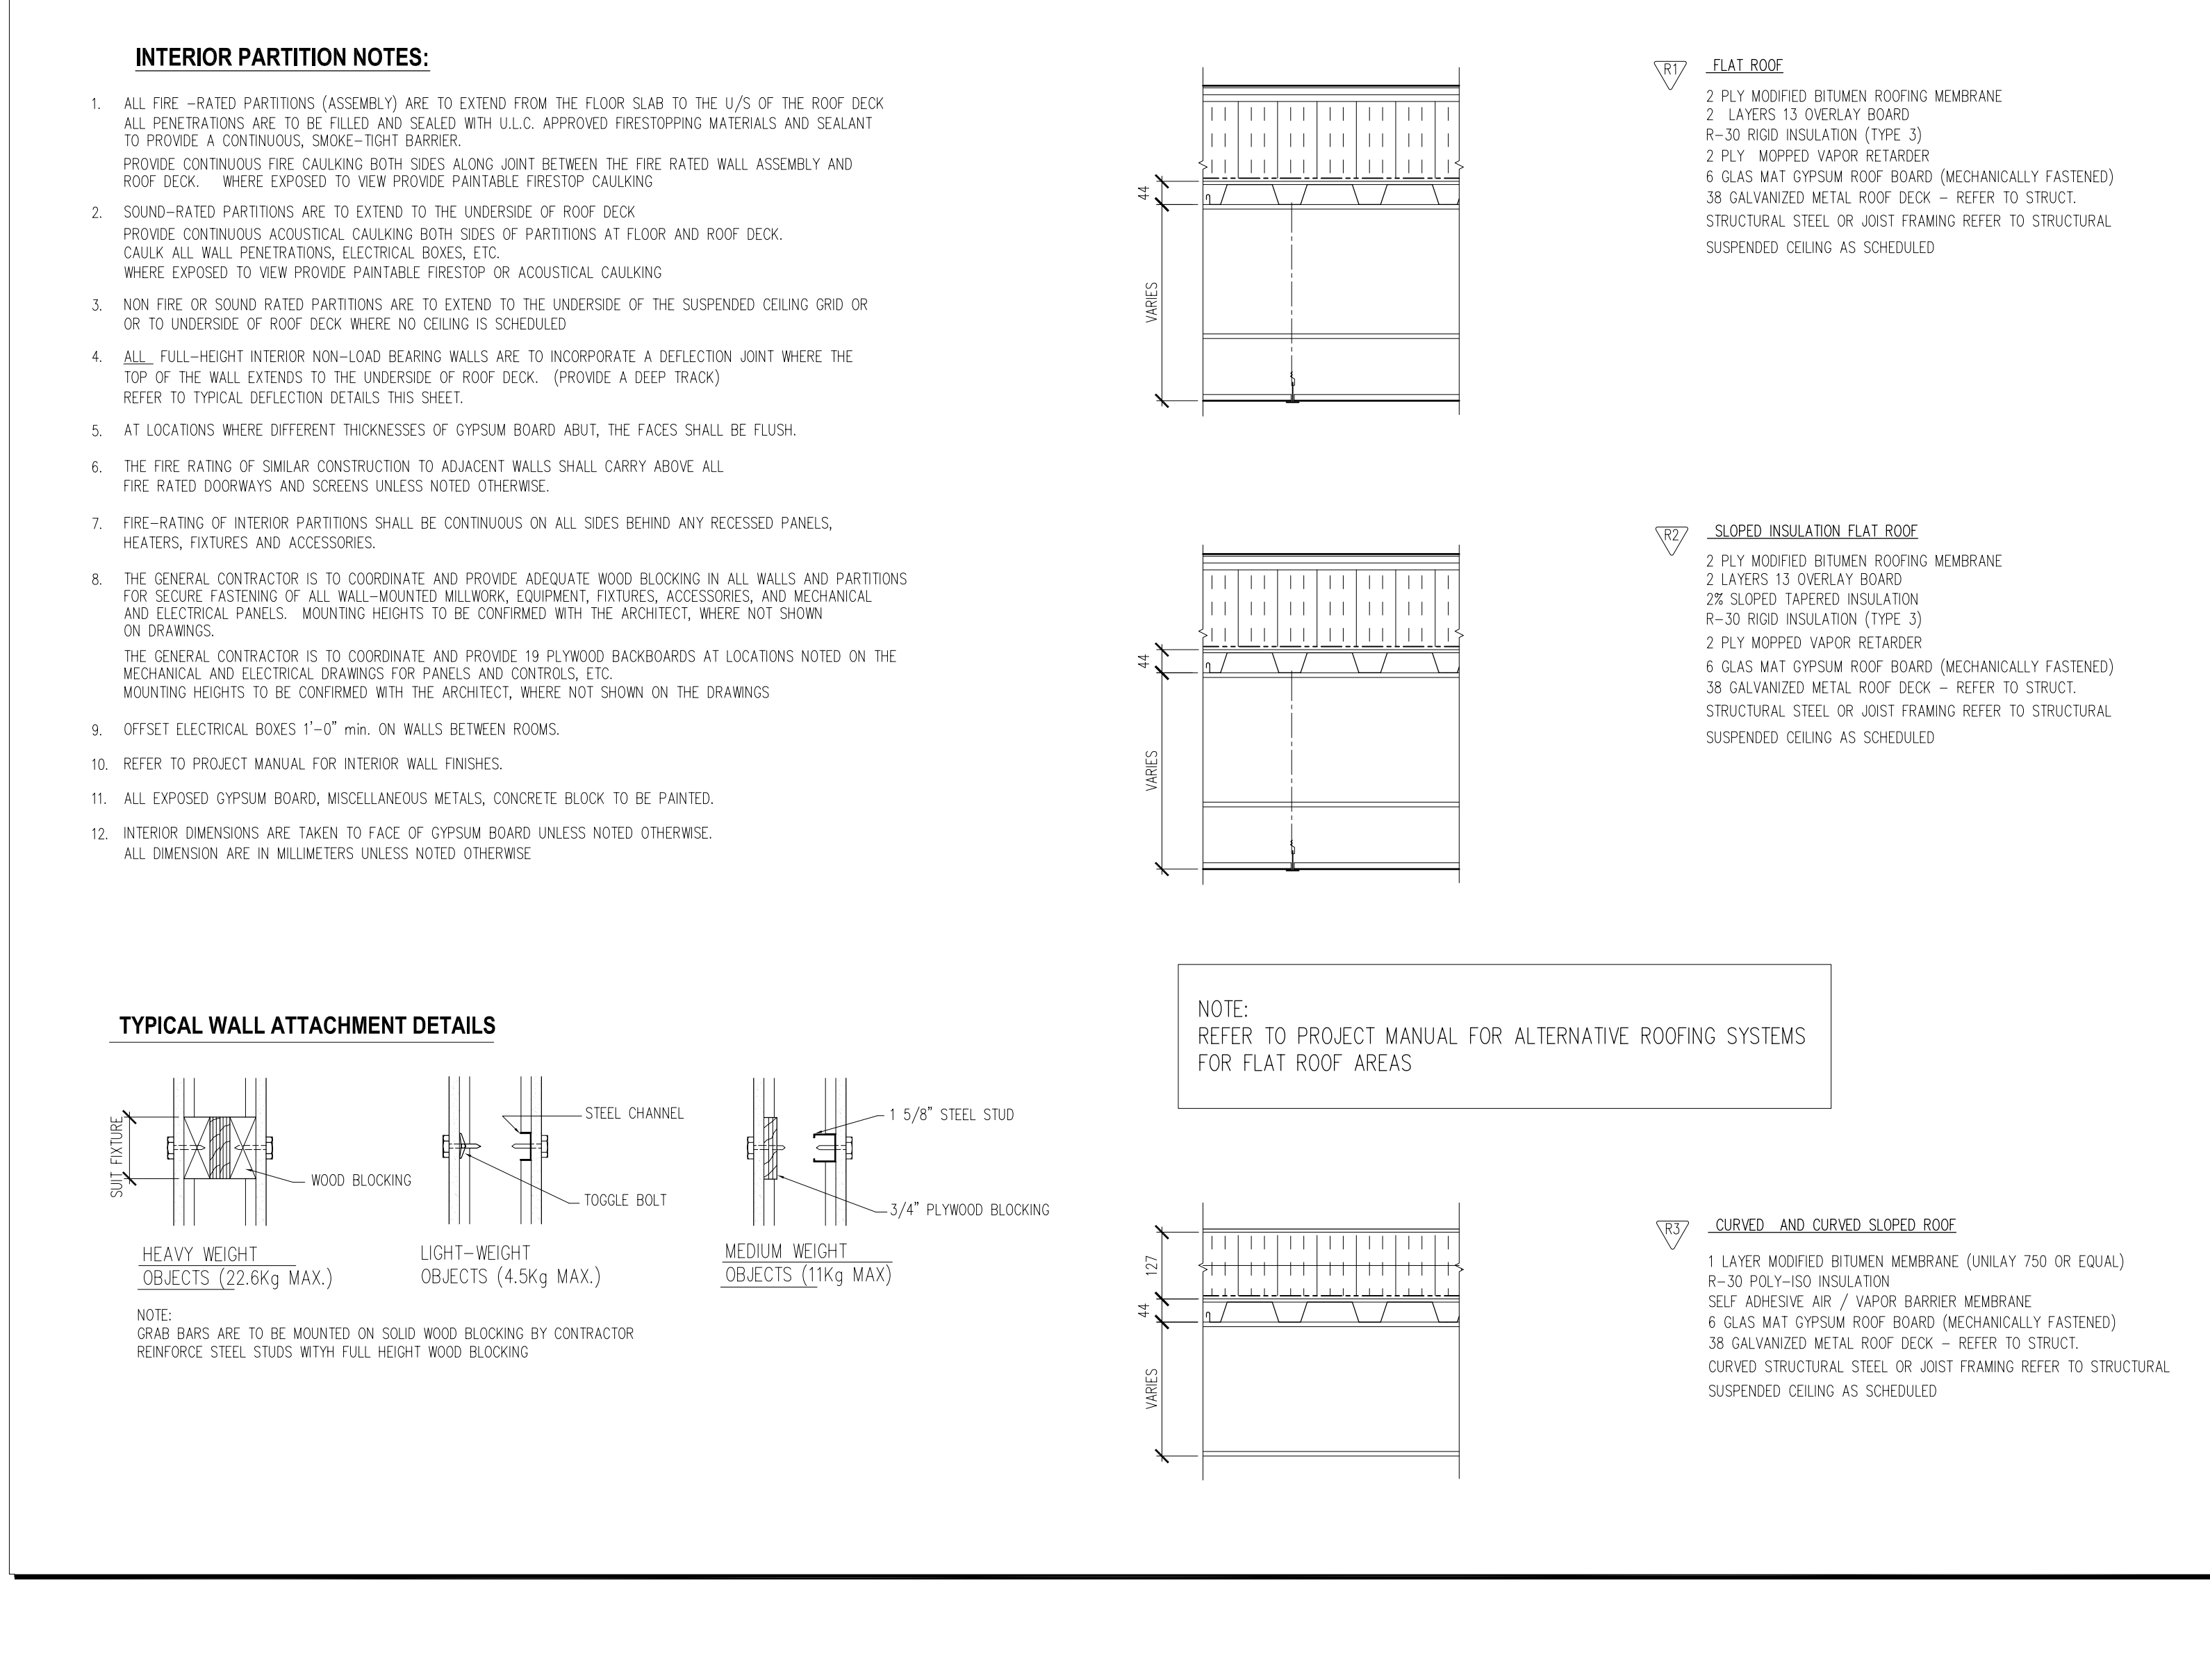 INTERIOR PARTITION NOTES:
1. ALL FIRE -RATED PARTITIONS (ASSEMBLY) ARE TO EXTEND FROM THE FLOOR SLAB TO THE U/S OF THE ROOF DECK
ALL PENETRATIONS ARE TO BE FILLED AND SEALED WITH U.L.C. APPROVED FIRESTOPPING MATERIALS AND SEALANT
TO PROVIDE A CONTINUOUS, SMOKE-TIGHT BARRIER.
PROVIDE CONTINUOUS FIRE CAULKING BOTH SIDES ALONG JOINT BETWEEN THE FIRE RATED WALL ASSEMBLY AND
ROOF DECK. WHERE EXPOSED TO VIEW PROVIDE PAINTABLE FIRESTOP CAULKING
2. SOUND-RATED PARTITIONS ARE TO EXTEND TO THE UNDERSIDE OF ROOF DECK
PROVIDE CONTINUOUS ACOUSTICAL CAULKING BOTH SIDES OF PARTITIONS AT FLOOR AND ROOF DECK.
CAULK ALL WALL PENETRATIONS, ELECTRICAL BOXES, ETC.
WHERE EXPOSED TO VIEW PROVIDE PAINTABLE FIRESTOP OR ACOUSTICAL CAULKING
3. NON FIRE OR SOUND RATED PARTITIONS ARE TO EXTEND TO THE UNDERSIDE OF THE SUSPENDED CEILING GRID OR
OR TO UNDERSIDE OF ROOF DECK WHERE NO CEILING IS SCHEDULED
4. ALL FULL-HEIGHT INTERIOR NON-LOAD BEARING WALLS ARE TO INCORPORATE A DEFLECTION JOINT WHERE THE
TOP OF THE WALL EXTENDS TO THE UNDERSIDE OF ROOF DECK. (PROVIDE A DEEP TRACK)
REFER TO TYPICAL DEFLECTION DETAILS THIS SHEET.
5. AT LOCATIONS WHERE DIFFERENT THICKNESSES OF GYPSUM BOARD ABUT, THE FACES SHALL BE FLUSH.
6. THE FIRE RATING OF SIMILAR CONSTRUCTION TO ADJACENT WALLS SHALL CARRY ABOVE ALL
FIRE RATED DOORWAYS AND SCREENS UNLESS NOTED OTHERWISE.
7. FIRE-RATING OF INTERIOR PARTITIONS SHALL BE CONTINUOUS ON ALL SIDES BEHIND ANY RECESSED PANELS,
HEATERS, FIXTURES AND ACCESSORIES.
8. THE GENERAL CONTRACTOR IS TO COORDINATE AND PROVIDE ADEQUATE WOOD BLOCKING IN ALL WALLS AND PARTITIONS
FOR SECURE FASTENING OF ALL WALL-MOUNTED MILLWORK, EQUIPMENT, FIXTURES, ACCESSORIES, AND MECHANICAL
AND ELECTRICAL PANELS. MOUNTING HEIGHTS TO BE CONFIRMED WITH THE ARCHITECT, WHERE NOT SHOWN
ON DRAWINGS.
THE GENERAL CONTRACTOR IS TO COORDINATE AND PROVIDE 19 PLYWOOD BACKBOARDS AT LOCATIONS NOTED ON THE
MECHANICAL AND ELECTRICAL DRAWINGS FOR PANELS AND CONTROLS, ETC.
MOUNTING HEIGHTS TO BE CONFIRMED WITH THE ARCHITECT, WHERE NOT SHOWN ON THE DRAWINGS
9. OFFSET ELECTRICAL BOXES 1'-0" min. ON WALLS BETWEEN ROOMS.
10. REFER TO PROJECT MANUAL FOR INTERIOR WALL FINISHES.
11. ALL EXPOSED GYPSUM BOARD, MISCELLANEOUS METALS, CONCRETE BLOCK TO BE PAINTED.
12. INTERIOR DIMENSIONS ARE TAKEN TO FACE OF GYPSUM BOARD UNLESS NOTED OTHERWISE.
ALL DIMENSION ARE IN MILLIMETERS UNLESS NOTED OTHERWISE
TYPICAL WALL ATTACHMENT DETAILS
SUIT FIXTURE
WOOD BLOCKING
HEAVY WEIGHT
OBJECTS (22.6Kg MAX.)
STEEL CHANNEL
TOGGLE BOLT
LIGHT-WEIGHT
OBJECTS (4.5Kg MAX.)
1 5/8" STEEL STUD
3/4" PLYWOOD BLOCKING
MEDIUM WEIGHT
OBJECTS (11Kg MAX)
NOTE:
GRAB BARS ARE TO BE MOUNTED ON SOLID WOOD BLOCKING BY CONTRACTOR
REINFORCE STEEL STUDS WITYH FULL HEIGHT WOOD BLOCKING
44
VARIES
R1 FLAT ROOF
2 PLY MODIFIED BITUMEN ROOFING MEMBRANE
2 LAYERS 13 OVERLAY BOARD
R-30 RIGID INSULATION (TYPE 3)
2 PLY MOPPED VAPOR RETARDER
6 GLAS MAT GYPSUM ROOF BOARD (MECHANICALLY FASTENED)
38 GALVANIZED METAL ROOF DECK - REFER TO STRUCT.
STRUCTURAL STEEL OR JOIST FRAMING REFER TO STRUCTURAL
SUSPENDED CEILING AS SCHEDULED
44
VARIES
R2 SLOPED INSULATION FLAT ROOF
2 PLY MODIFIED BITUMEN ROOFING MEMBRANE
2 LAYERS 13 OVERLAY BOARD
2% SLOPED TAPERED INSULATION
R-30 RIGID INSULATION (TYPE 3)
2 PLY MOPPED VAPOR RETARDER
6 GLAS MAT GYPSUM ROOF BOARD (MECHANICALLY FASTENED)
38 GALVANIZED METAL ROOF DECK - REFER TO STRUCT.
STRUCTURAL STEEL OR JOIST FRAMING REFER TO STRUCTURAL
SUSPENDED CEILING AS SCHEDULED
NOTE:
REFER TO PROJECT MANUAL FOR ALTERNATIVE ROOFING SYSTEMS
FOR FLAT ROOF AREAS
127
44
VARIES
R3 CURVED AND CURVED SLOPED ROOF
1 LAYER MODIFIED BITUMEN MEMBRANE (UNILAY 750 OR EQUAL)
R-30 POLY-ISO INSULATION
SELF ADHESIVE AIR / VAPOR BARRIER MEMBRANE
6 GLAS MAT GYPSUM ROOF BOARD (MECHANICALLY FASTENED)
38 GALVANIZED METAL ROOF DECK - REFER TO STRUCT.
CURVED STRUCTURAL STEEL OR JOIST FRAMING REFER TO STRUCTURAL
SUSPENDED CEILING AS SCHEDULED